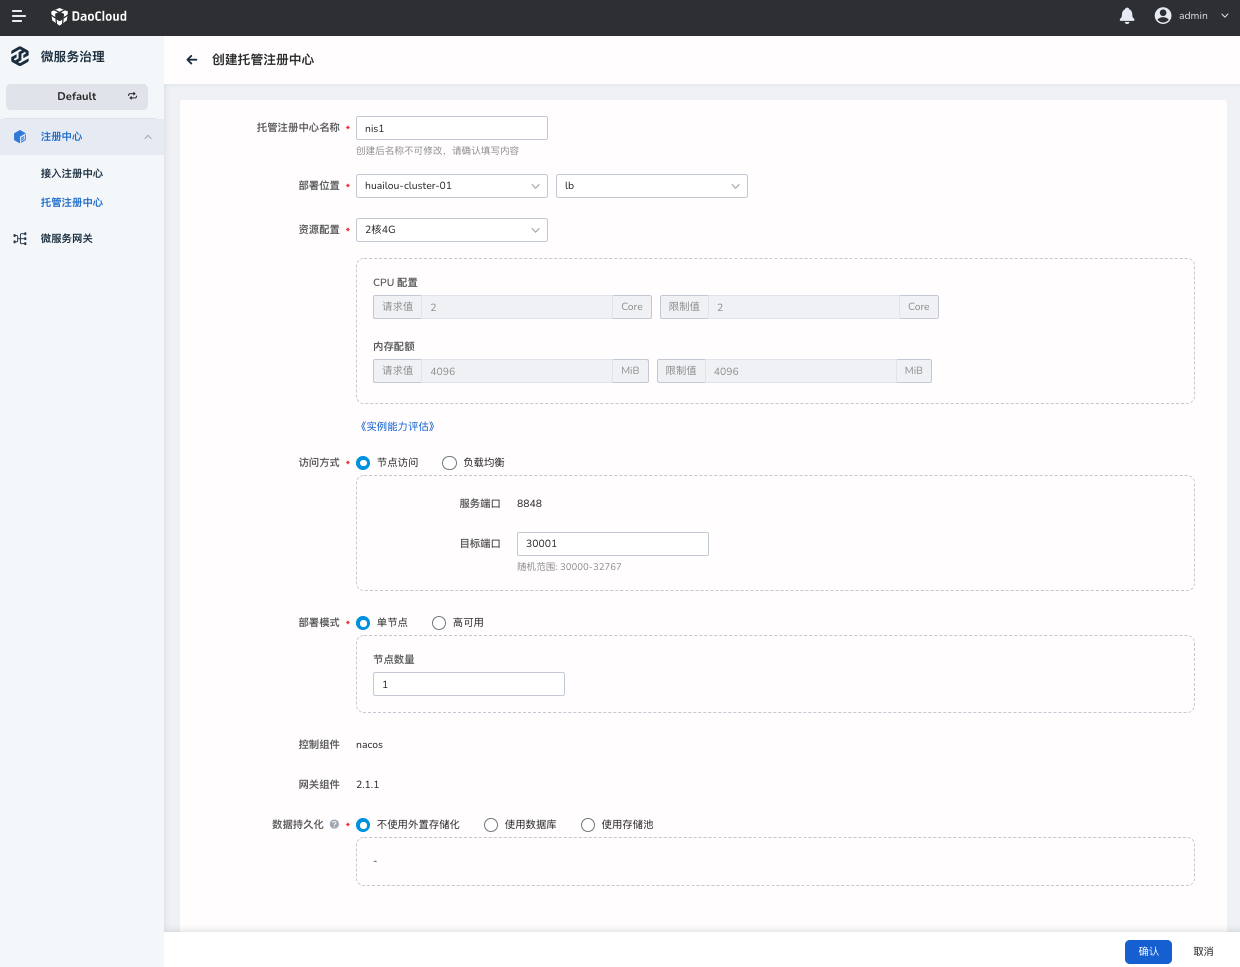 DaoCloud
admin
微服务治理
Default
注册中心
接入注册中心
托管注册中心
微服务网关
创建托管注册中心
托管注册中心名称 • nis1
创建后名称不可修改，请确认填写内容
部署位置 • huailou-cluster-01 lb
资源配置 • 2核4G
CPU 配置
请求值 2 Core 限制值 2 Core
内存配额
请求值 4096 MiB 限制值 4096 MiB
《实例能力评估》
访问方式 • 节点访问 负载均衡
服务端口 8848
目标端口 30001
随机范围: 30000-32767
部署模式 • 单节点 高可用
节点数量
1
控制组件 nacos
网关组件 2.1.1
数据持久化 ? • 不使用外置存储化 使用数据库 使用存储池
-
确认 取消